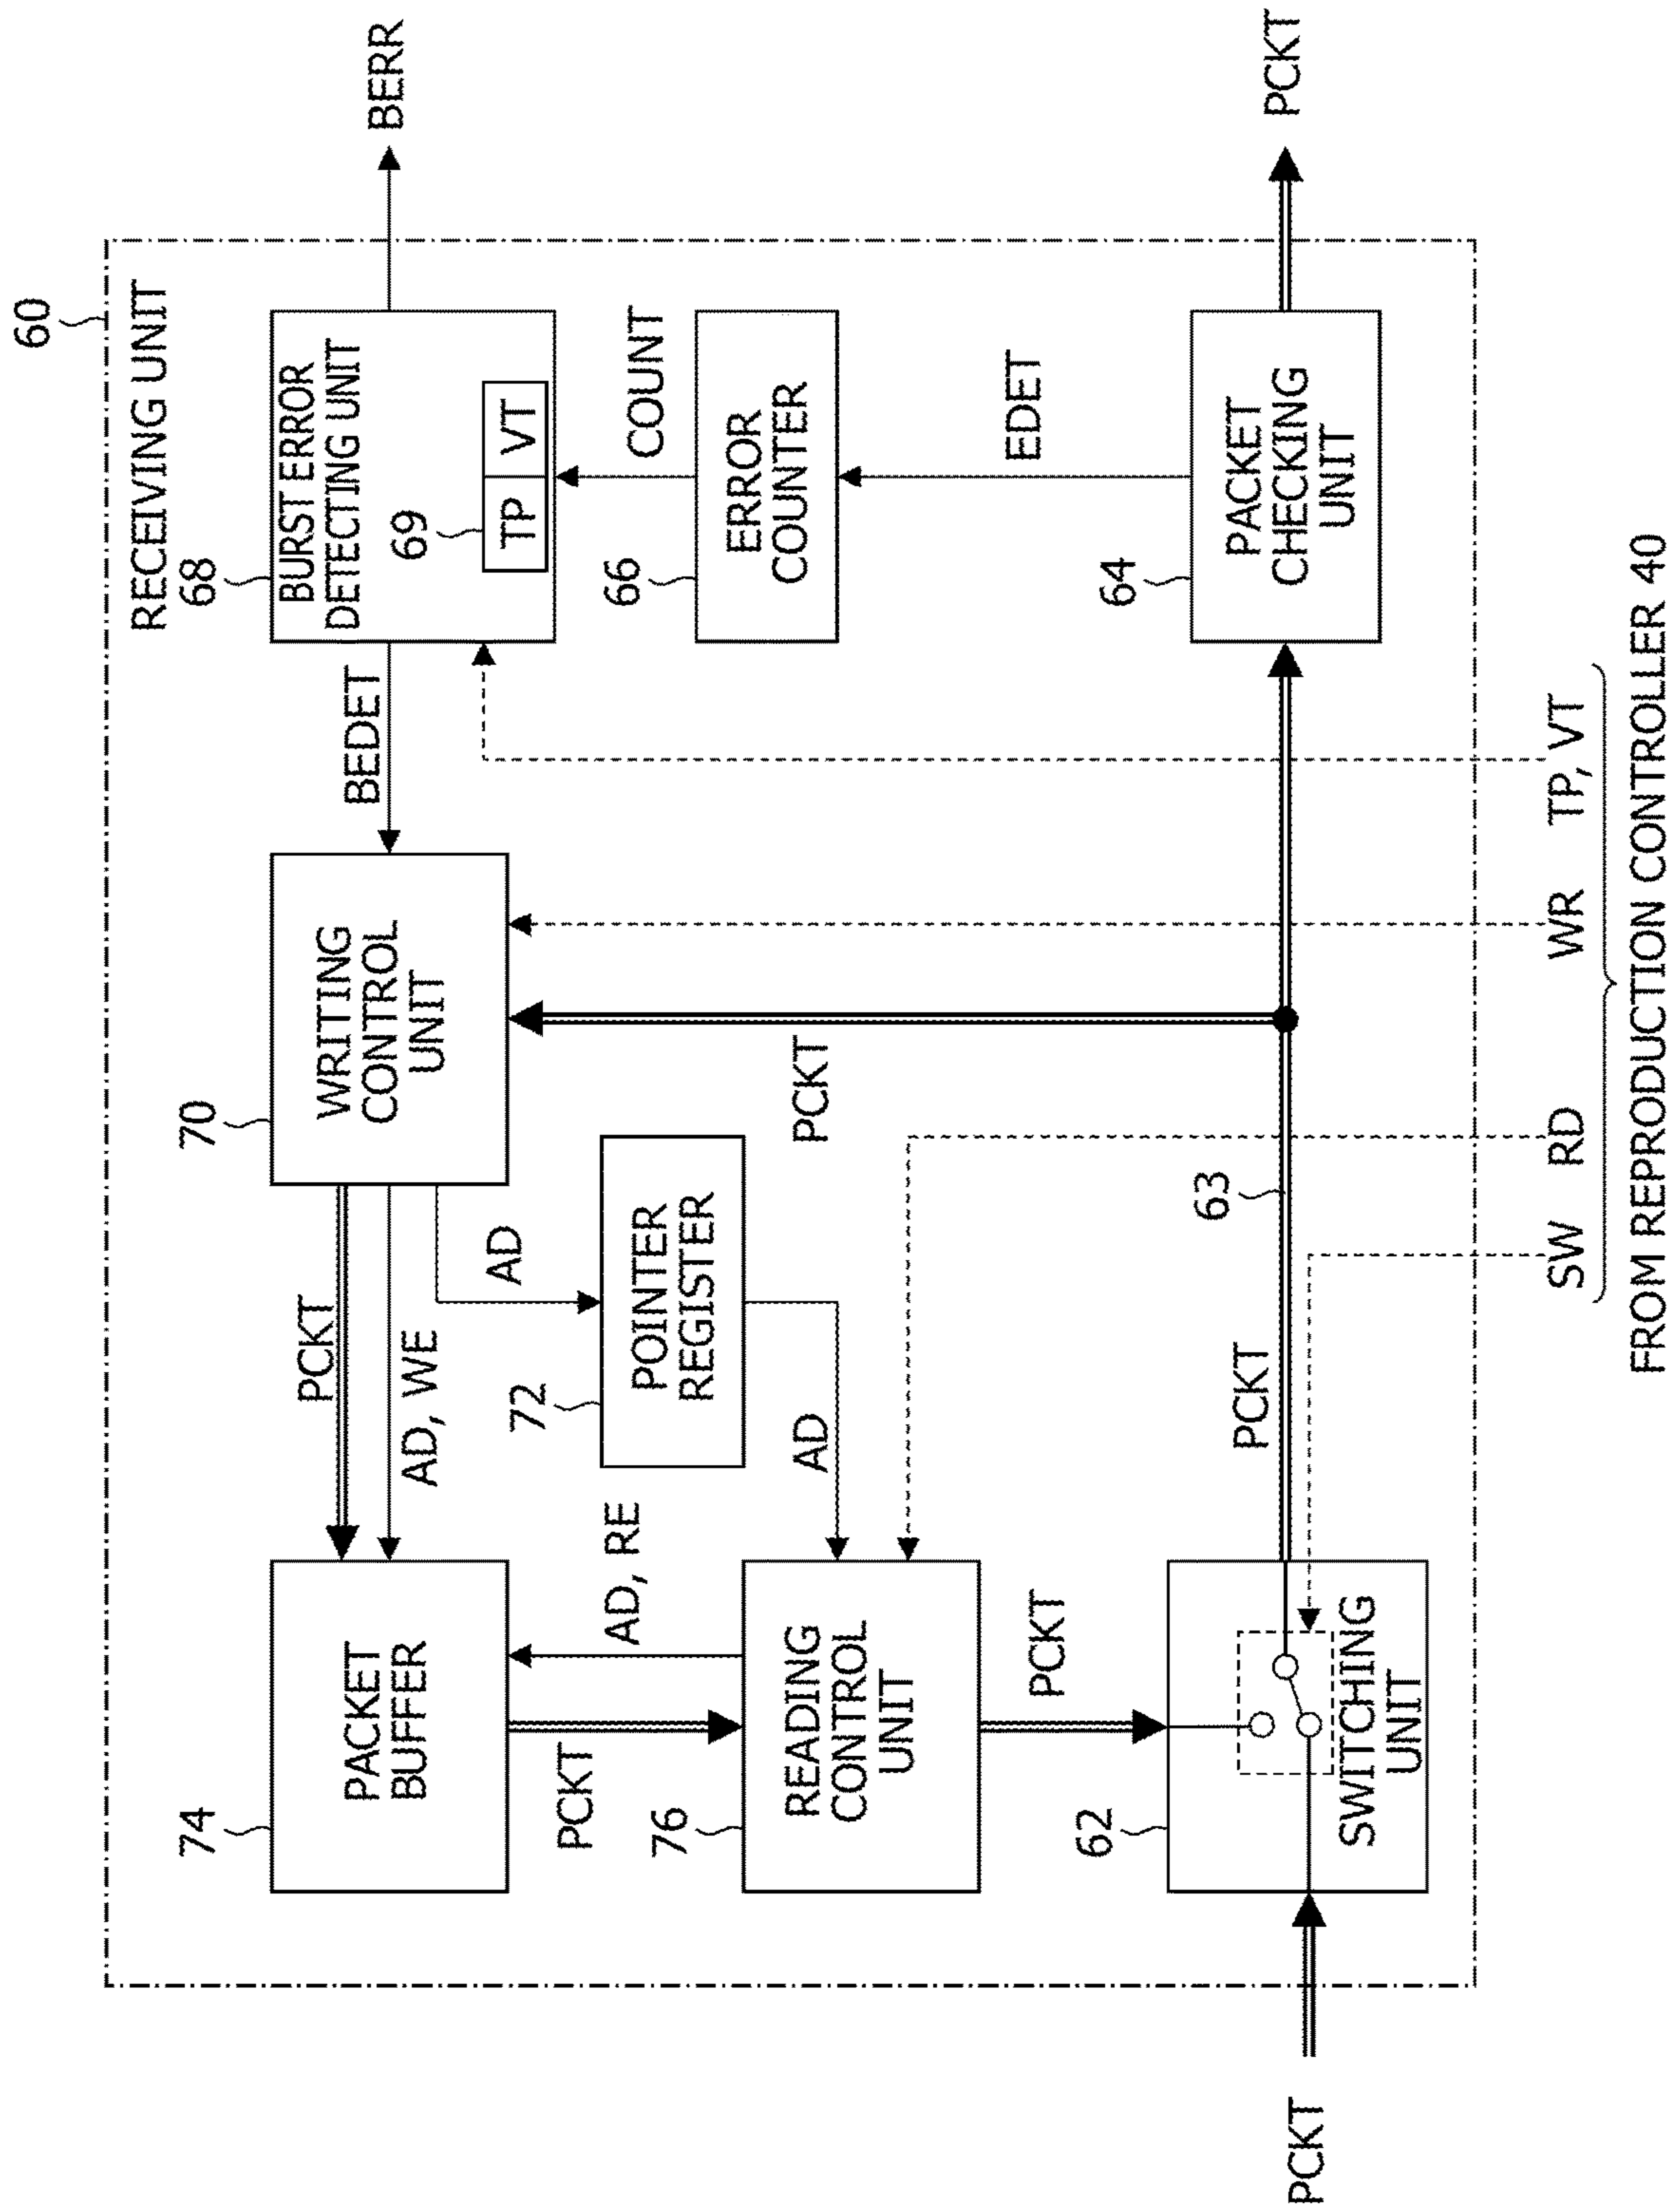 60
RECEIVING UNIT
74
PACKET
BUFFER
PCKT
AD, WE
70
WRITING
CONTROL
UNIT
BEDET
68
BURST ERROR
DETECTING UNIT
69
TP VT
BERR
AD
72
POINTER
REGISTER
AD
PCKT
AD, RE
76
READING
CONTROL
UNIT
PCKT
COUNT
66
ERROR
COUNTER
EDET
PCKT
62
SWITCHING
UNIT
PCKT
PCKT
63
64
PACKET
CHECKING
UNIT
PCKT
SW RD WR TP, VT
FROM REPRODUCTION CONTROLLER 40